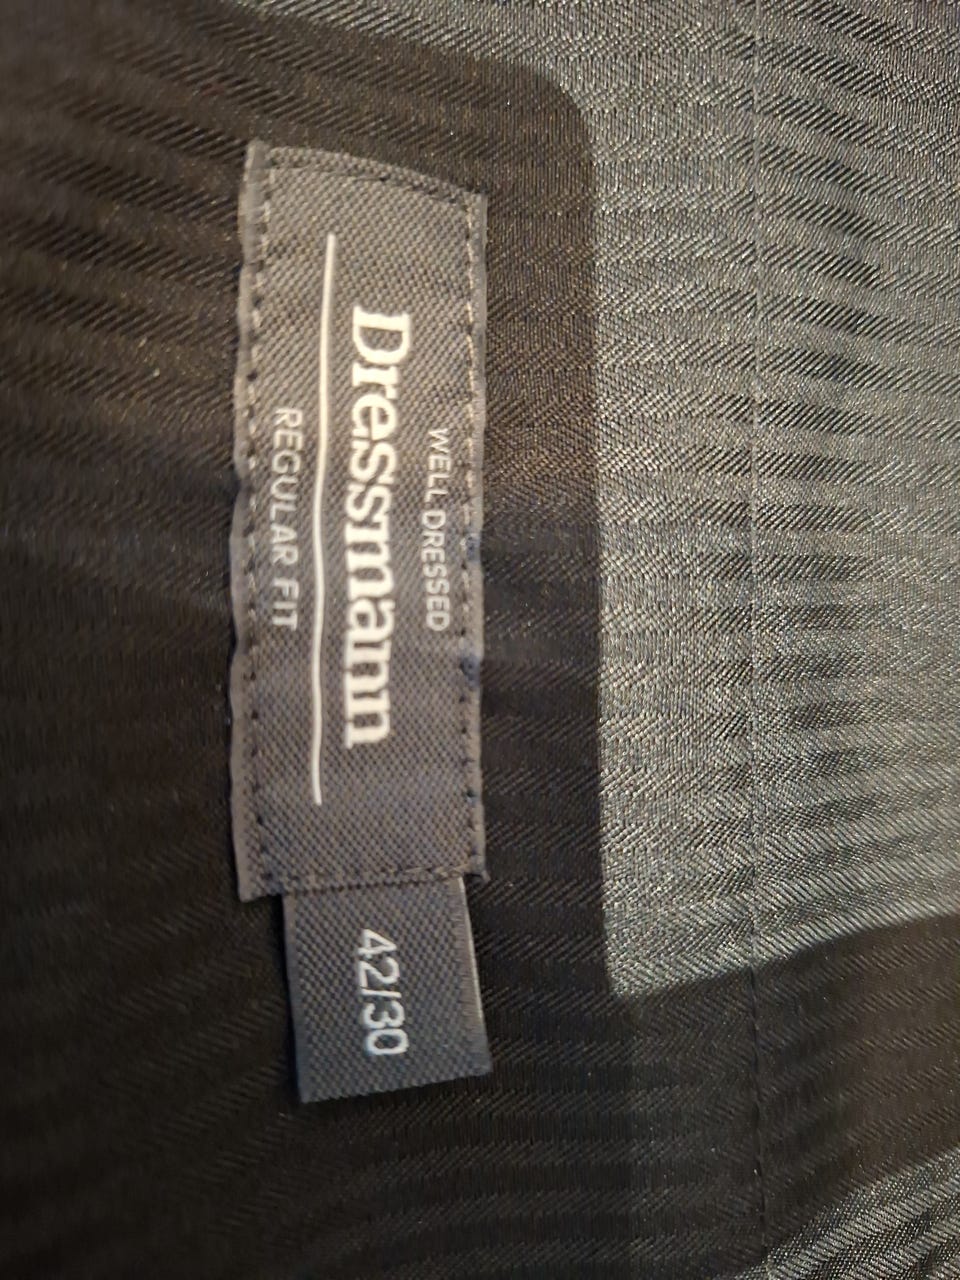 WELL DRESSED
Dressmann
REGULAR FIT
42/30